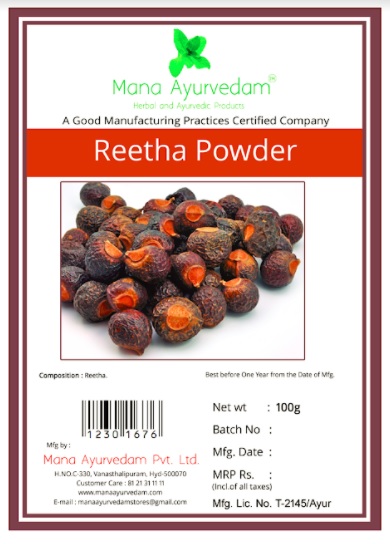 Mana Ayurvedam™
Herbal and Ayurvedic Products
A Good Manufacturing Practices Certified Company
Reetha Powder
Composition : Reetha.
Best before One Year from the Date of Mfg.
12301676
Net wt : 100g
Batch No :
Mfg. Date :
MRP Rs. :
(Incl.of all taxes)
Mfg. Lic. No. T-2145/Ayur
Mfg by :
Mana Ayurvedam Pvt. Ltd.
H.NO.C-330, Vanasthalipuram, Hyd-500070
Customer Care : 81 21 31 11 11
www.manaayurvedam.com
E-mail : manaayurvedamstores@gmail.com